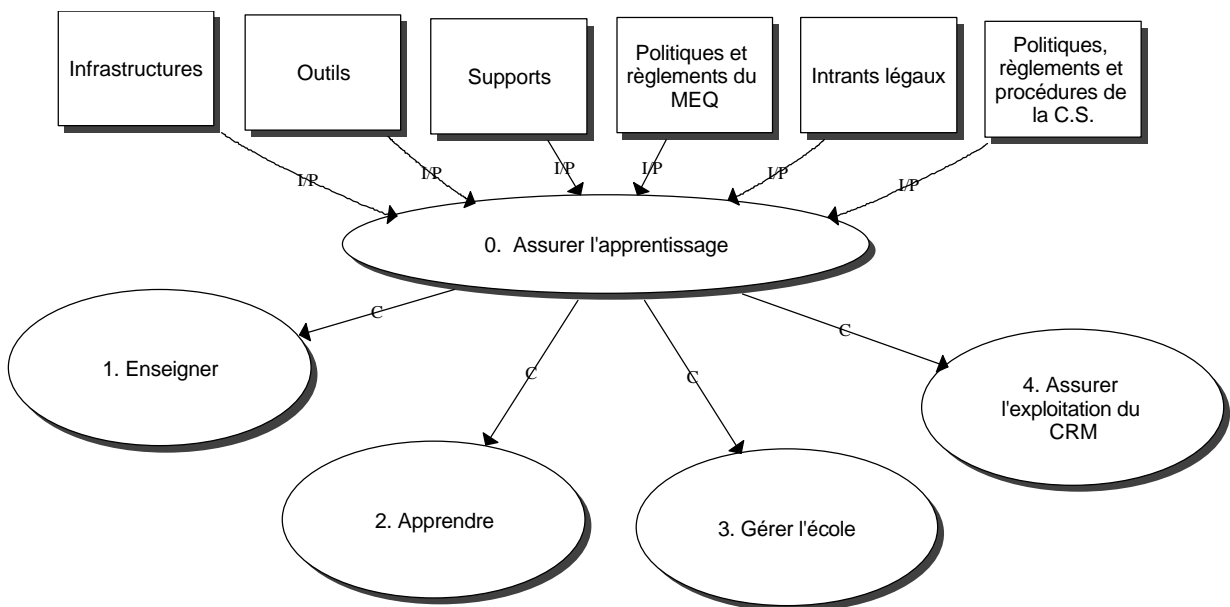 Infrastructures
Outils
Supports
Politiques et
règlements du
MEQ
Intrants légaux
Politiques,
règlements et
procédures de
la C.S.
I/P
I/P
I/P
I/P
I/P
I/P
0. Assurer l'apprentissage
C
C
C
C
1. Enseigner
2. Apprendre
3. Gérer l'école
4. Assurer
l'exploitation du
CRM